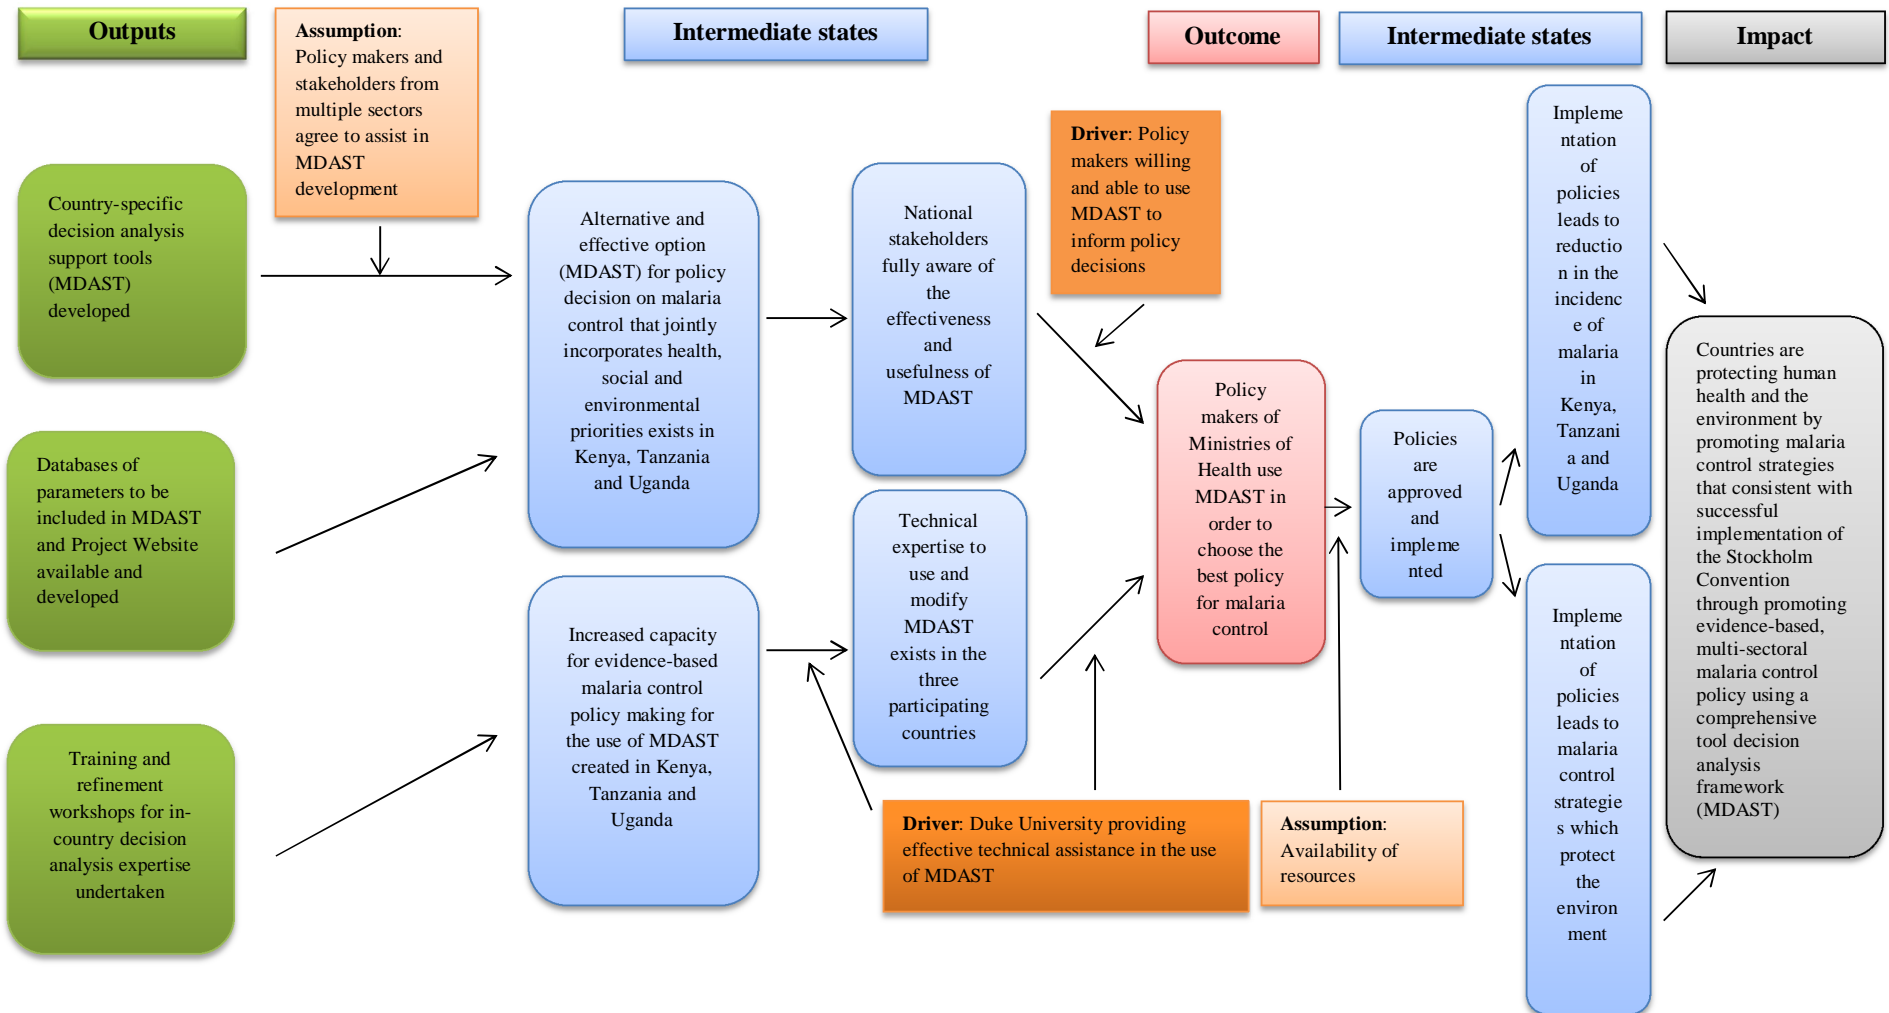 Outputs
Assumption:
Policy makers and
stakeholders from
multiple sectors
agree to assist in
MDAST
development
Intermediate states
Outcome
Intermediate states
Impact
Country-specific
decision analysis
support tools
(MDAST)
developed
Databases of
parameters to be
included in MDAST
and Project Website
available and
developed
Training and
refinement
workshops for in-
country decision
analysis expertise
undertaken
Alternative and
effective option
(MDAST) for policy
decision on malaria
control that jointly
incorporates health,
social and
environmental
priorities exists in
Kenya, Tanzania
and Uganda
Increased capacity
for evidence-based
malaria control
policy making for
the use of MDAST
created in Kenya,
Tanzania and
Uganda
National
stakeholders
fully aware of
the
effectiveness
and
usefulness of
MDAST
Technical
expertise to
use and
modify
MDAST
exists in the
three
participating
countries
Driver: Policy
makers willing
and able to use
MDAST to
inform policy
decisions
Driver: Duke University providing
effective technical assistance in the use
of MDAST
Policy
makers of
Ministries of
Health use
MDAST in
order to
choose the
best policy
for malaria
control
Assumption:
Availability of
resources
Policies
are
approved
and
impleme
nted
Impleme
ntation
of
policies
leads to
reductio
n in the
incidenc
e of
malaria
in
Kenya,
Tanzani
a and
Uganda
Impleme
ntation
of
policies
leads to
malaria
control
strategie
s which
protect
the
environ
ment
Countries are
protecting human
health and the
environment by
promoting malaria
control strategies
that consistent with
successful
implementation of
the Stockholm
Convention
through promoting
evidence-based,
multi-sectoral
malaria control
policy using a
comprehensive
tool decision
analysis
framework
(MDAST)